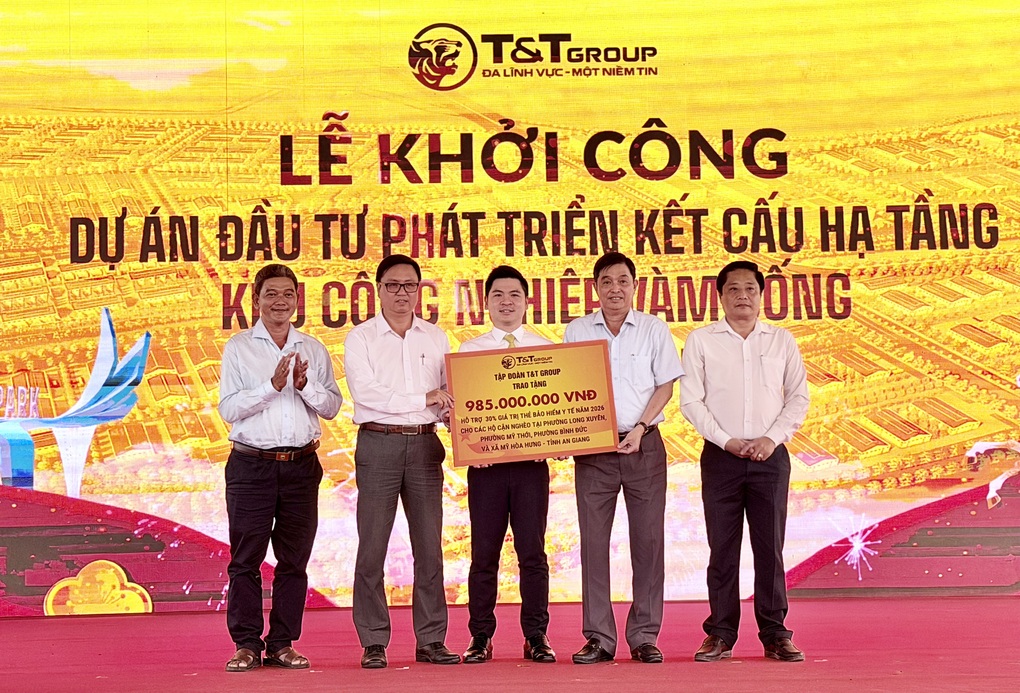 T&T GROUP
ĐA LĨNH VỰC - MỘT NIỀM TIN
LỄ KHỞI CÔNG
DỰ ÁN ĐẦU TƯ PHÁT TRIỂN KẾT CẤU HẠ TẦNG
CÔNG
T&T GROUP
TẬP ĐOÀN T&T GROUP
TRAO TẶNG
985.000.000 VNĐ
HỖ TRỢ 30% GIÁ TRỊ THẺ BẢO HIỂM Y TẾ NĂM 2026
CHO CÁC HỘ CẬN NGHÈO TẠI PHƯỜNG LONG XUYÊN,
PHƯỜNG MỸ THỚI, PHƯỜNG BÌNH ĐỨC
VÀ XÃ MỸ HÒA HƯNG - TỈNH AN GIANG